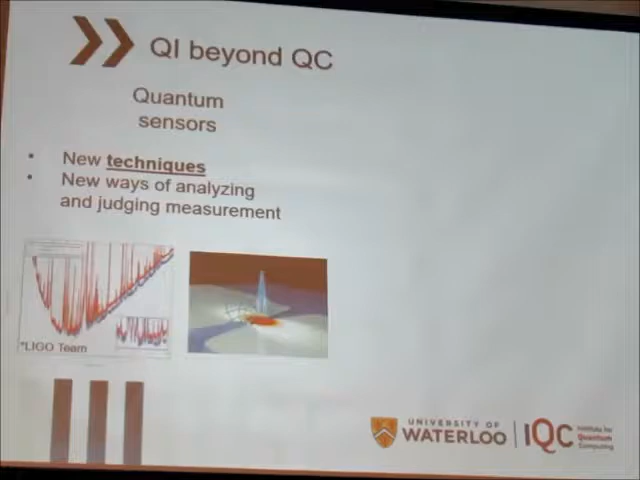 QI beyond QC
Quantum
sensors
• New techniques
• New ways of analyzing
and judging measurement
*LIGO Team
UNIVERSITY OF
WATERLOO
IQC
Institute for
Quantum
Computing